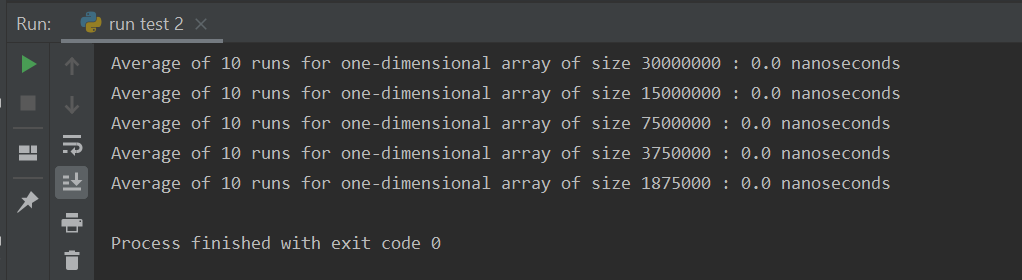 Run: run test 2
Average of 10 runs for one-dimensional array of size 30000000 : 0.0 nanoseconds
Average of 10 runs for one-dimensional array of size 15000000 : 0.0 nanoseconds
Average of 10 runs for one-dimensional array of size 7500000 : 0.0 nanoseconds
Average of 10 runs for one-dimensional array of size 3750000 : 0.0 nanoseconds
Average of 10 runs for one-dimensional array of size 1875000 : 0.0 nanoseconds
Process finished with exit code 0